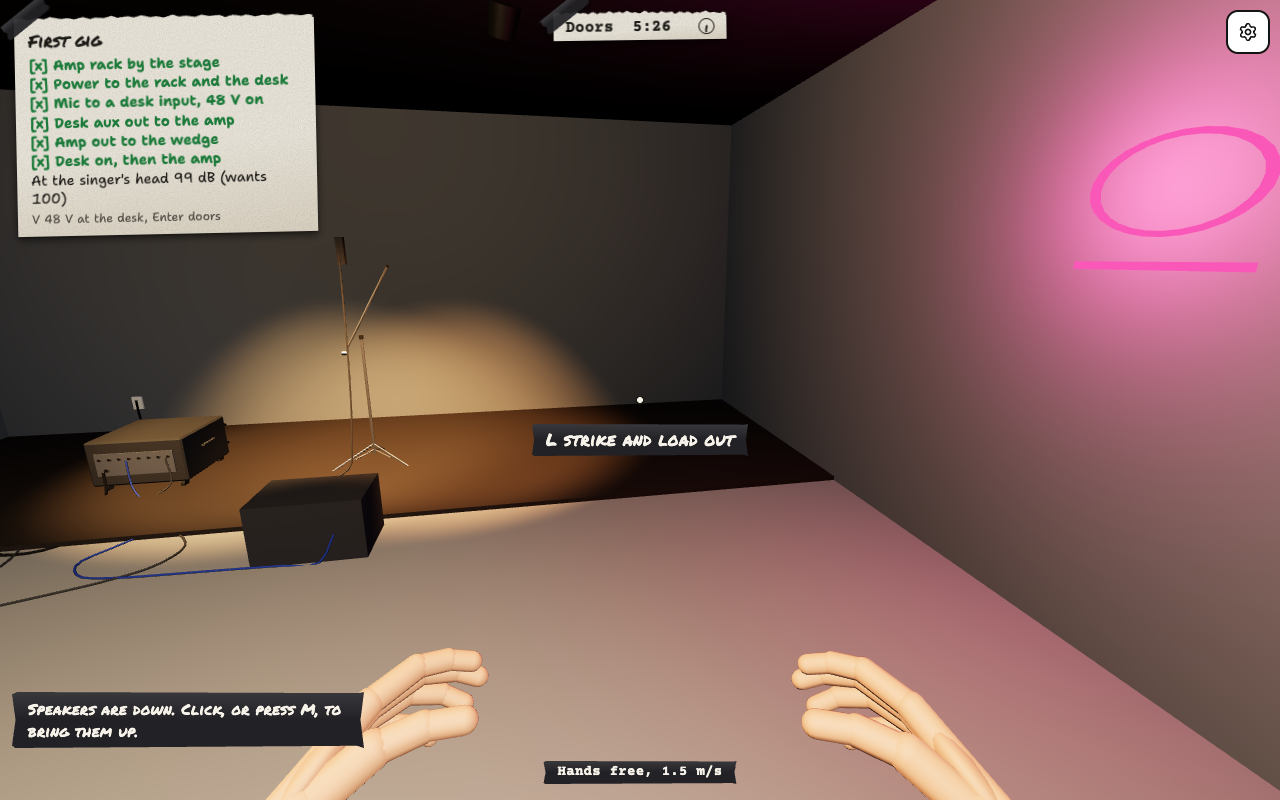 First gig
[x] Amp rack by the stage
[x] Power to the rack and the desk
[x] Mic to a desk input, 48 V on
[x] Desk aux out to the amp
[x] Amp out to the wedge
[x] Desk on, then the amp
At the singer's head 99 dB (wants
100)
V 48 V at the desk, Enter doors
Doors 5:26
L strike and load out
Speakers are down. Click, or press M, to
bring them up.
Hands free, 1.5 m/s